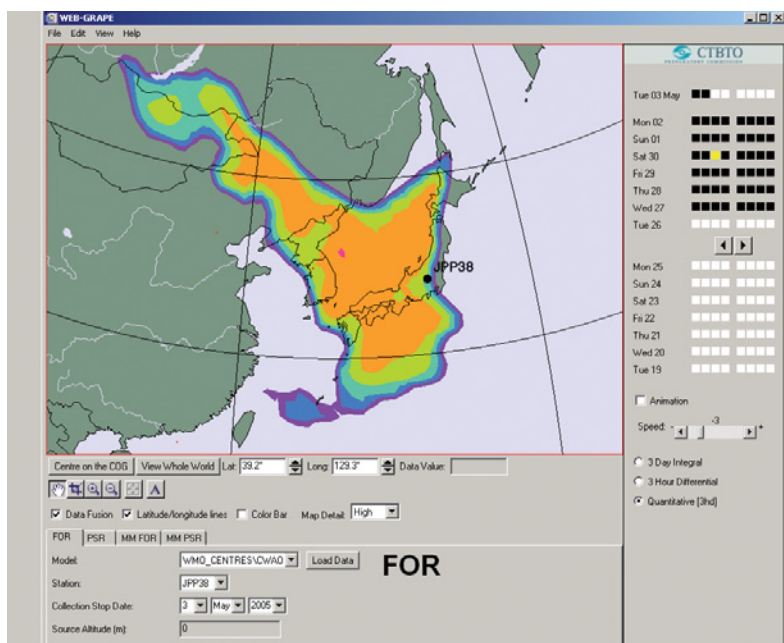 WEB-GRAPE
File Edit View Help
CTBTO
PREPARATORY COMMISSION
Tue 03 May
Mon 02
Sun 01
Sat 30
Fri 29
Thu 28
Wed 27
Tue 26
Mon 25
Sun 24
Sat 23
Fri 22
Thu 21
Wed 20
Tue 19
Animation
Speed: - -3 +
3 Day Integral
3 Hour Differential
Quantitative (3hd)
JPP38
Centre on the COG View Whole World Lat: 39.2° Long: 129.3° Data Value:
A
Data Fusion Latitude/longitude lines Color Bar Map Detail: High
FOR PSR MM FOR MM PSR
Model: WMO_CENTRES\CWAO Load Data FOR
Station: JPP38
Collection Stop Date: 3 May 2005
Source Altitude (m): 0